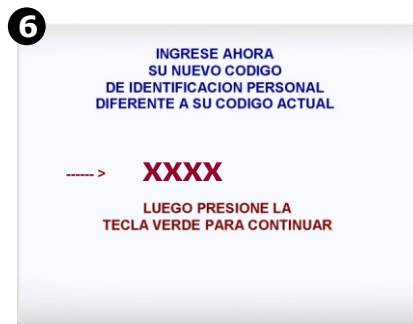 6
INGRESE AHORA
SU NUEVO CODIGO
DE IDENTIFICACION PERSONAL
DIFERENTE A SU CODIGO ACTUAL
------ > XXXX
LUEGO PRESIONE LA
TECLA VERDE PARA CONTINUAR